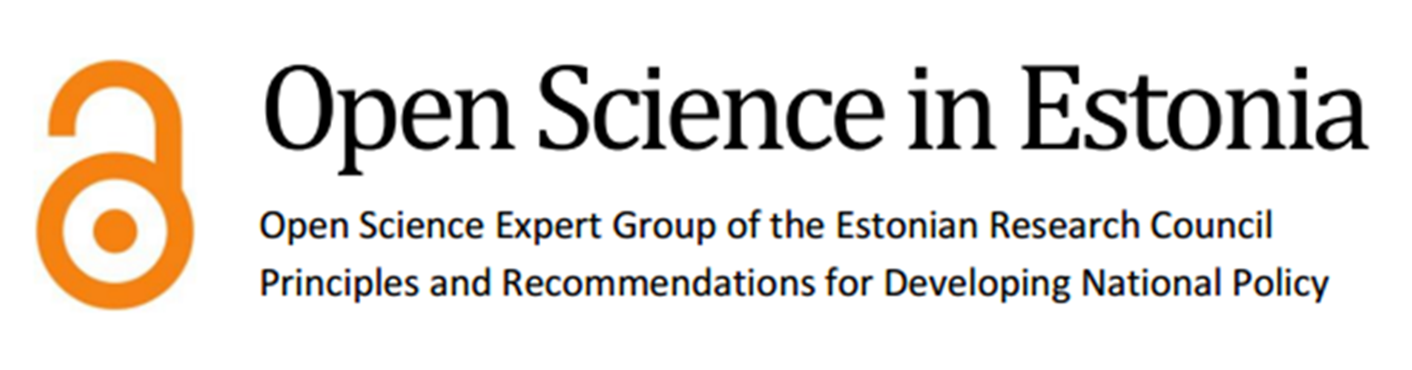 Open Science in Estonia
Open Science Expert Group of the Estonian Research Council
Principles and Recommendations for Developing National Policy